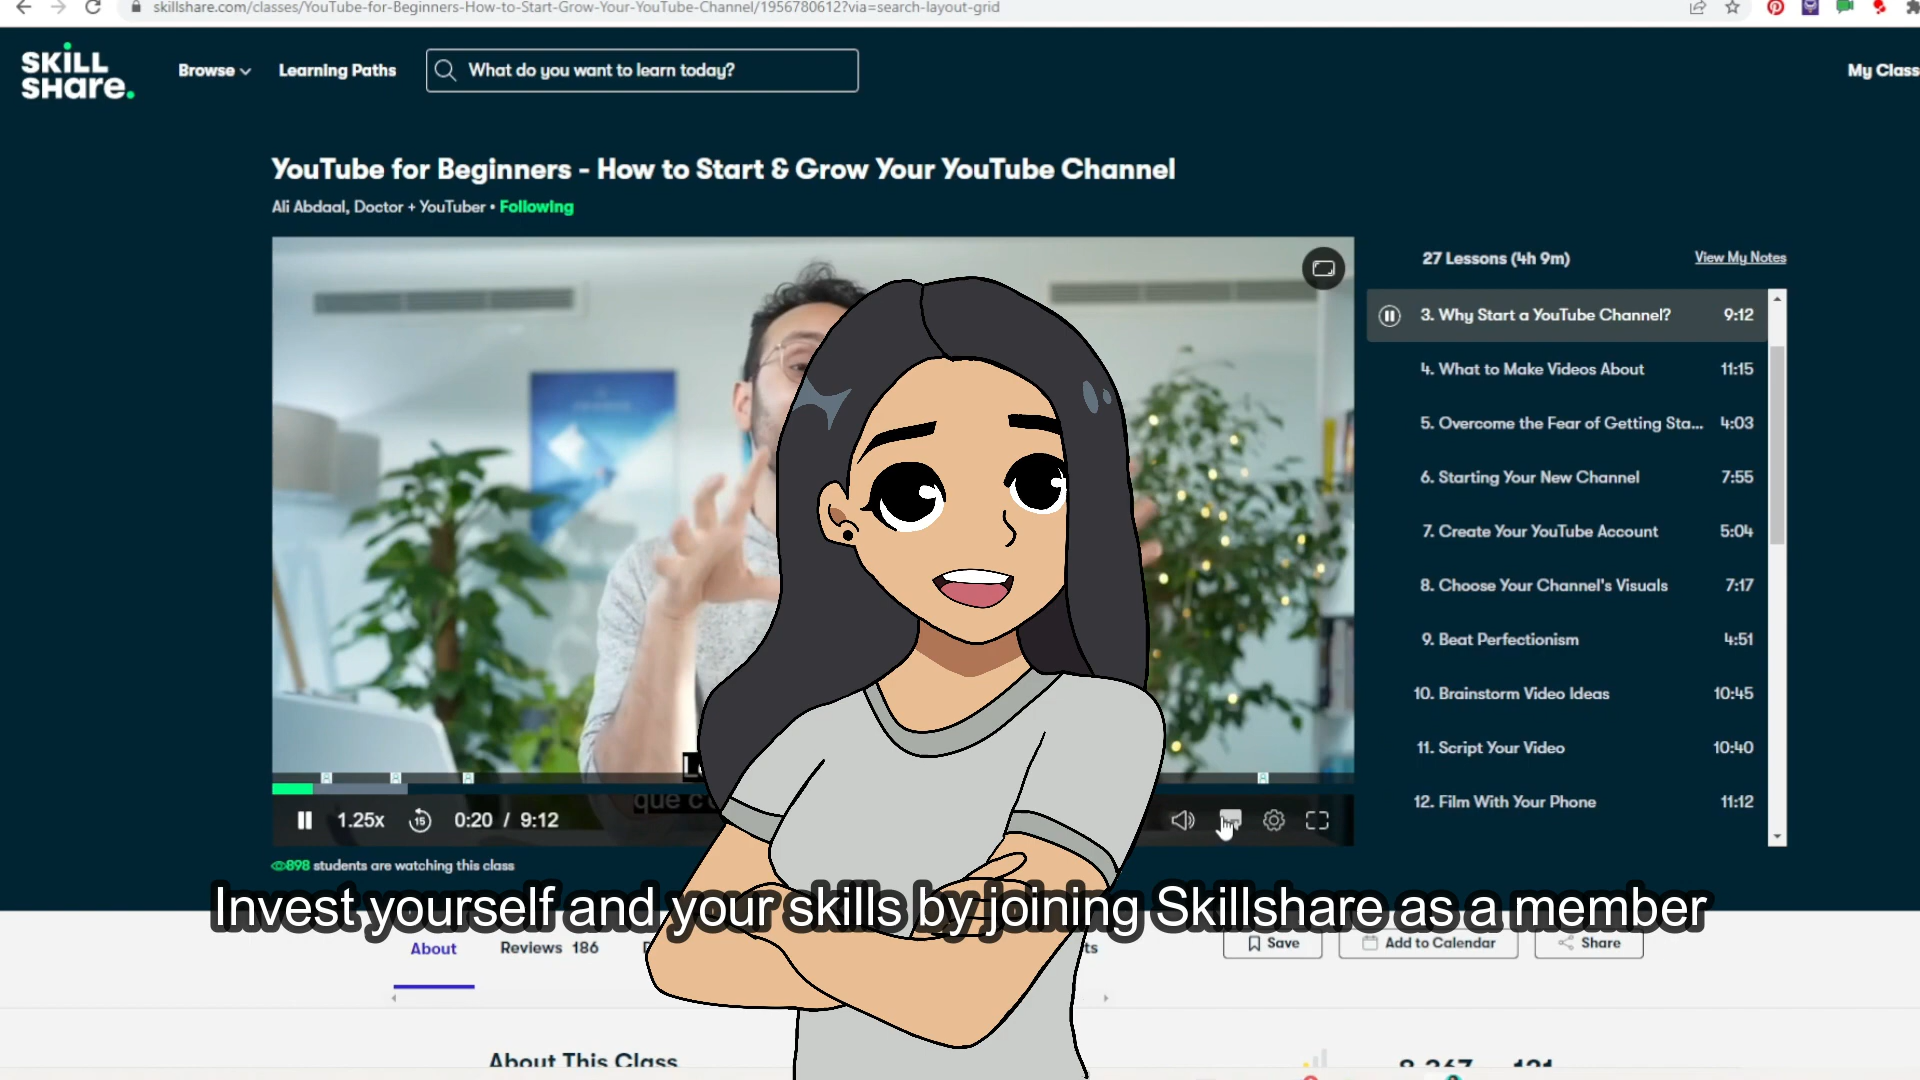 skillshare.com/classes/YouTube-for-Beginners-How-to-Start-Grow-Your-YouTube-Channel/1956780612?via=search-layout-grid
SKILL
SHare.
Browse
Learning Paths
What do you want to learn today?
My Class
YouTube for Beginners - How to Start & Grow Your YouTube Channel
Ali Abdaal, Doctor + YouTuber • Following
27 Lessons (4h 9m)
View My Notes
3. Why Start a YouTube Channel? 9:12
4. What to Make Videos About 11:15
5. Overcome the Fear of Getting Sta... 4:03
6. Starting Your New Channel 7:55
7. Create Your YouTube Account 5:04
8. Choose Your Channel's Visuals 7:17
9. Beat Perfectionism 4:51
10. Brainstorm Video Ideas 10:45
11. Script Your Video 10:40
12. Film With Your Phone 11:12
que c'
1.25x 15 0:20 / 9:12
898 students are watching this class
Invest yourself and your skills by joining Skillshare as a member
About
Reviews 186
ts
Save
Add to Calendar
Share
About This Class